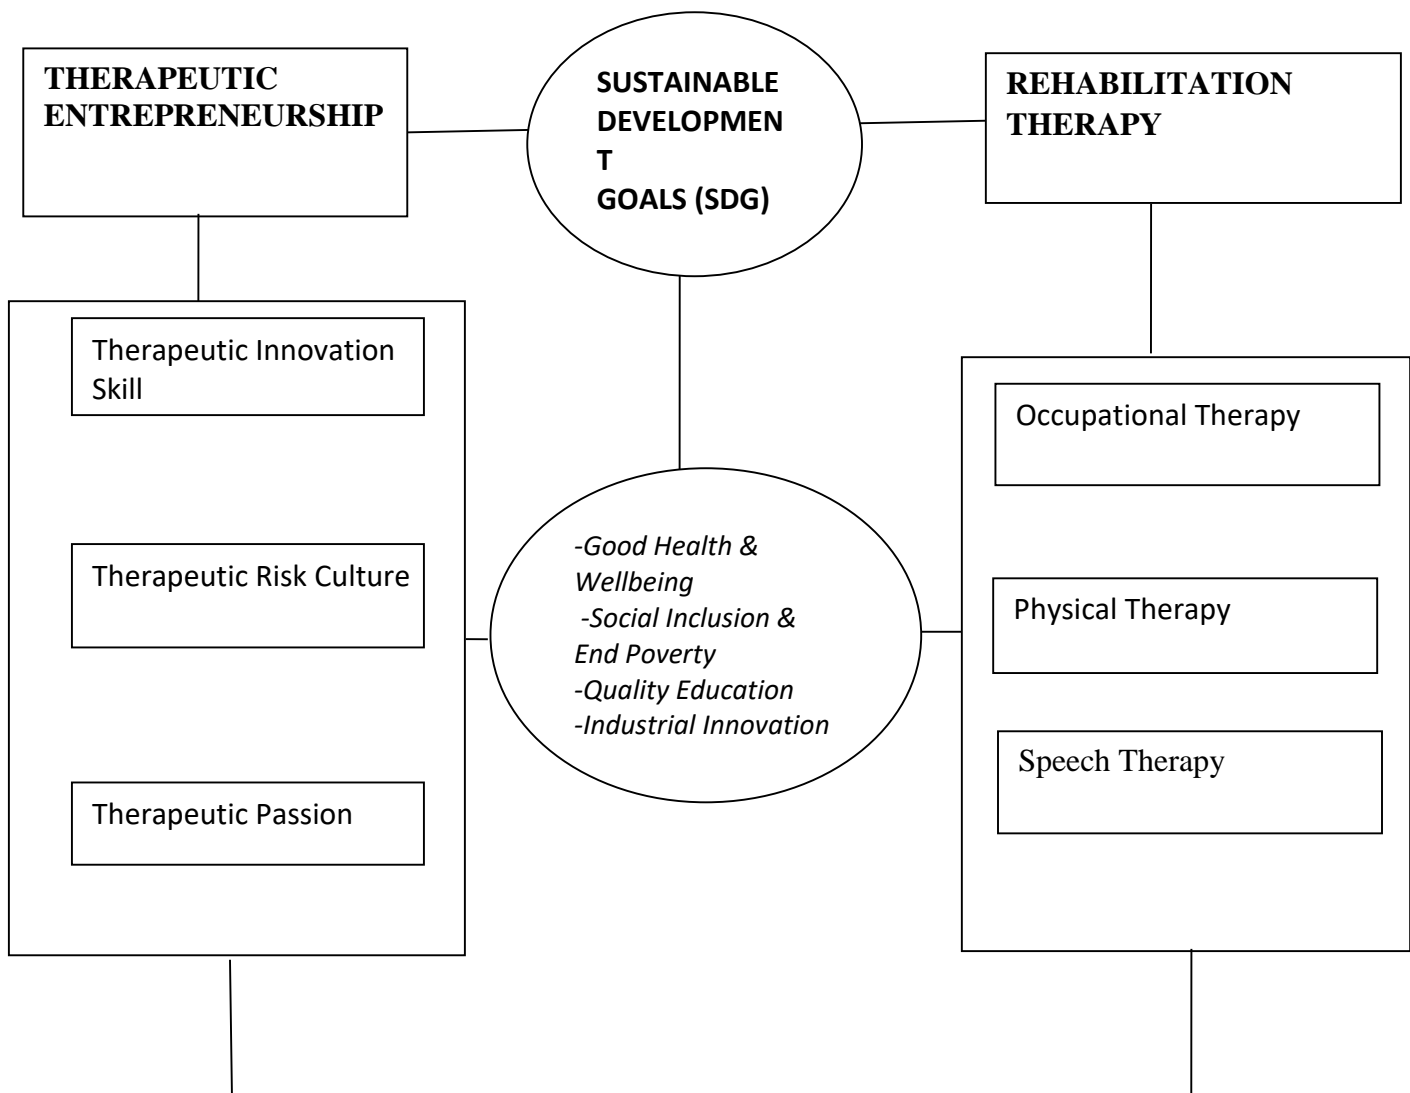 THERAPEUTIC
ENTREPRENEURSHIP
SUSTAINABLE
DEVELOPMEN
T
GOALS (SDG)
REHABILITATION
THERAPY
Therapeutic Innovation
Skill
Therapeutic Risk Culture
Therapeutic Passion
-Good Health &
Wellbeing
-Social Inclusion &
End Poverty
-Quality Education
-Industrial Innovation
Occupational Therapy
Physical Therapy
Speech Therapy